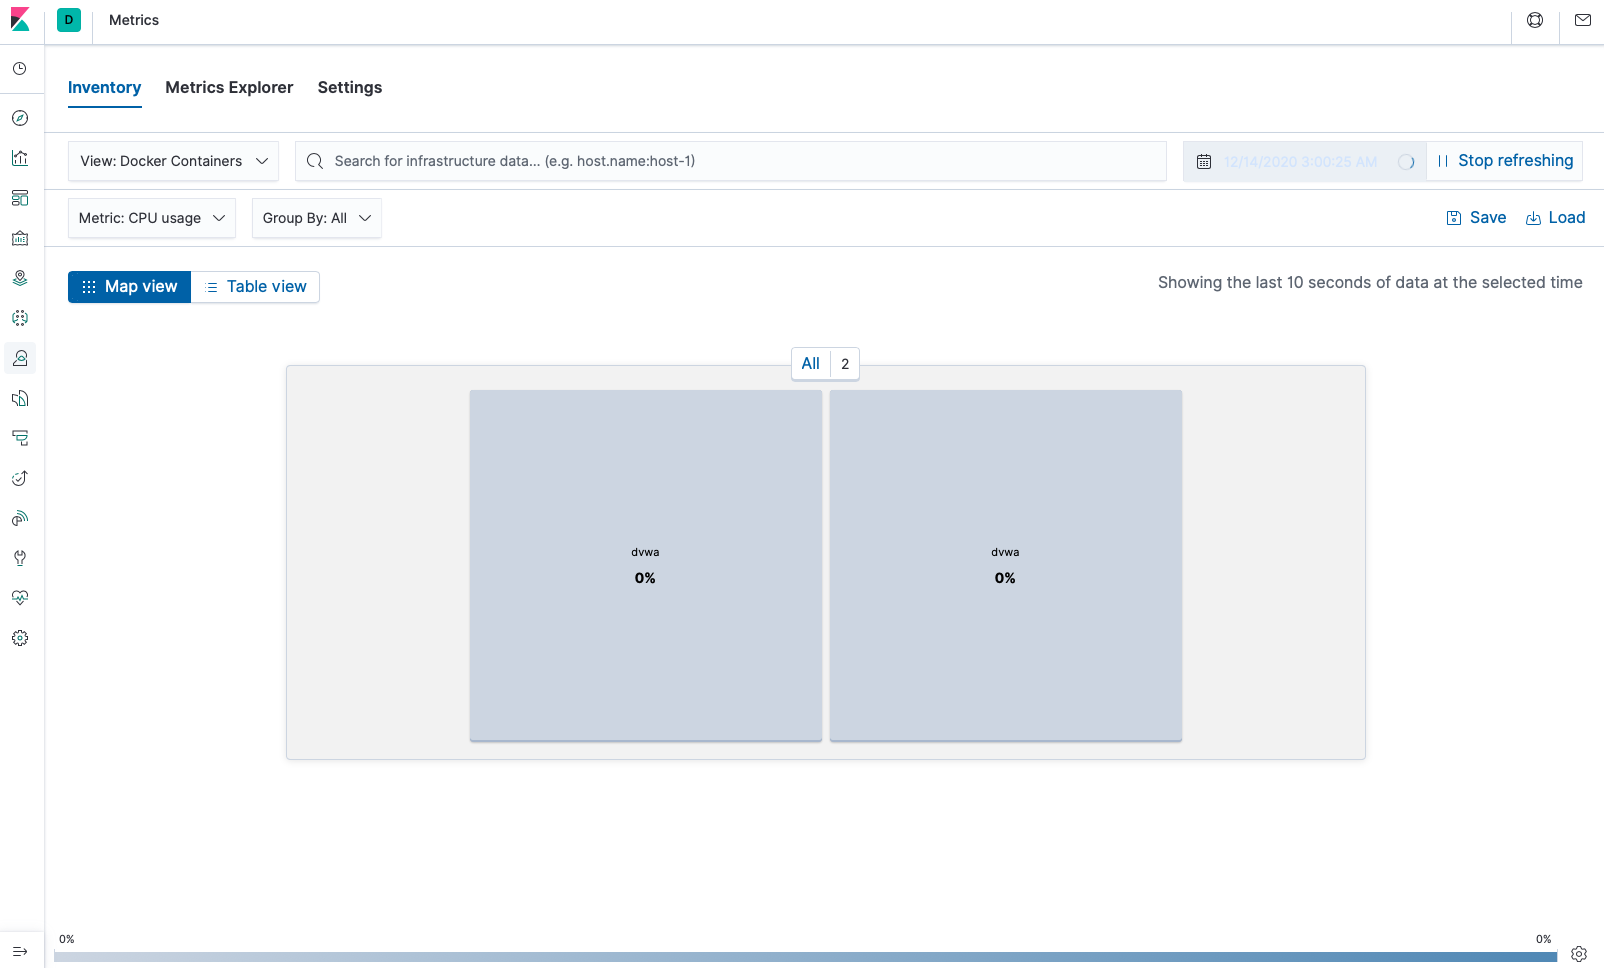 D Metrics
Inventory Metrics Explorer Settings
View: Docker Containers Search for infrastructure data... (e.g. host.name:host-1) 12/14/2020 3:00:25 AM Stop refreshing
Metric: CPU usage Group By: All Save Load
Map view Table view Showing the last 10 seconds of data at the selected time
All 2
dvwa dvwa
0% 0%
0% 0%